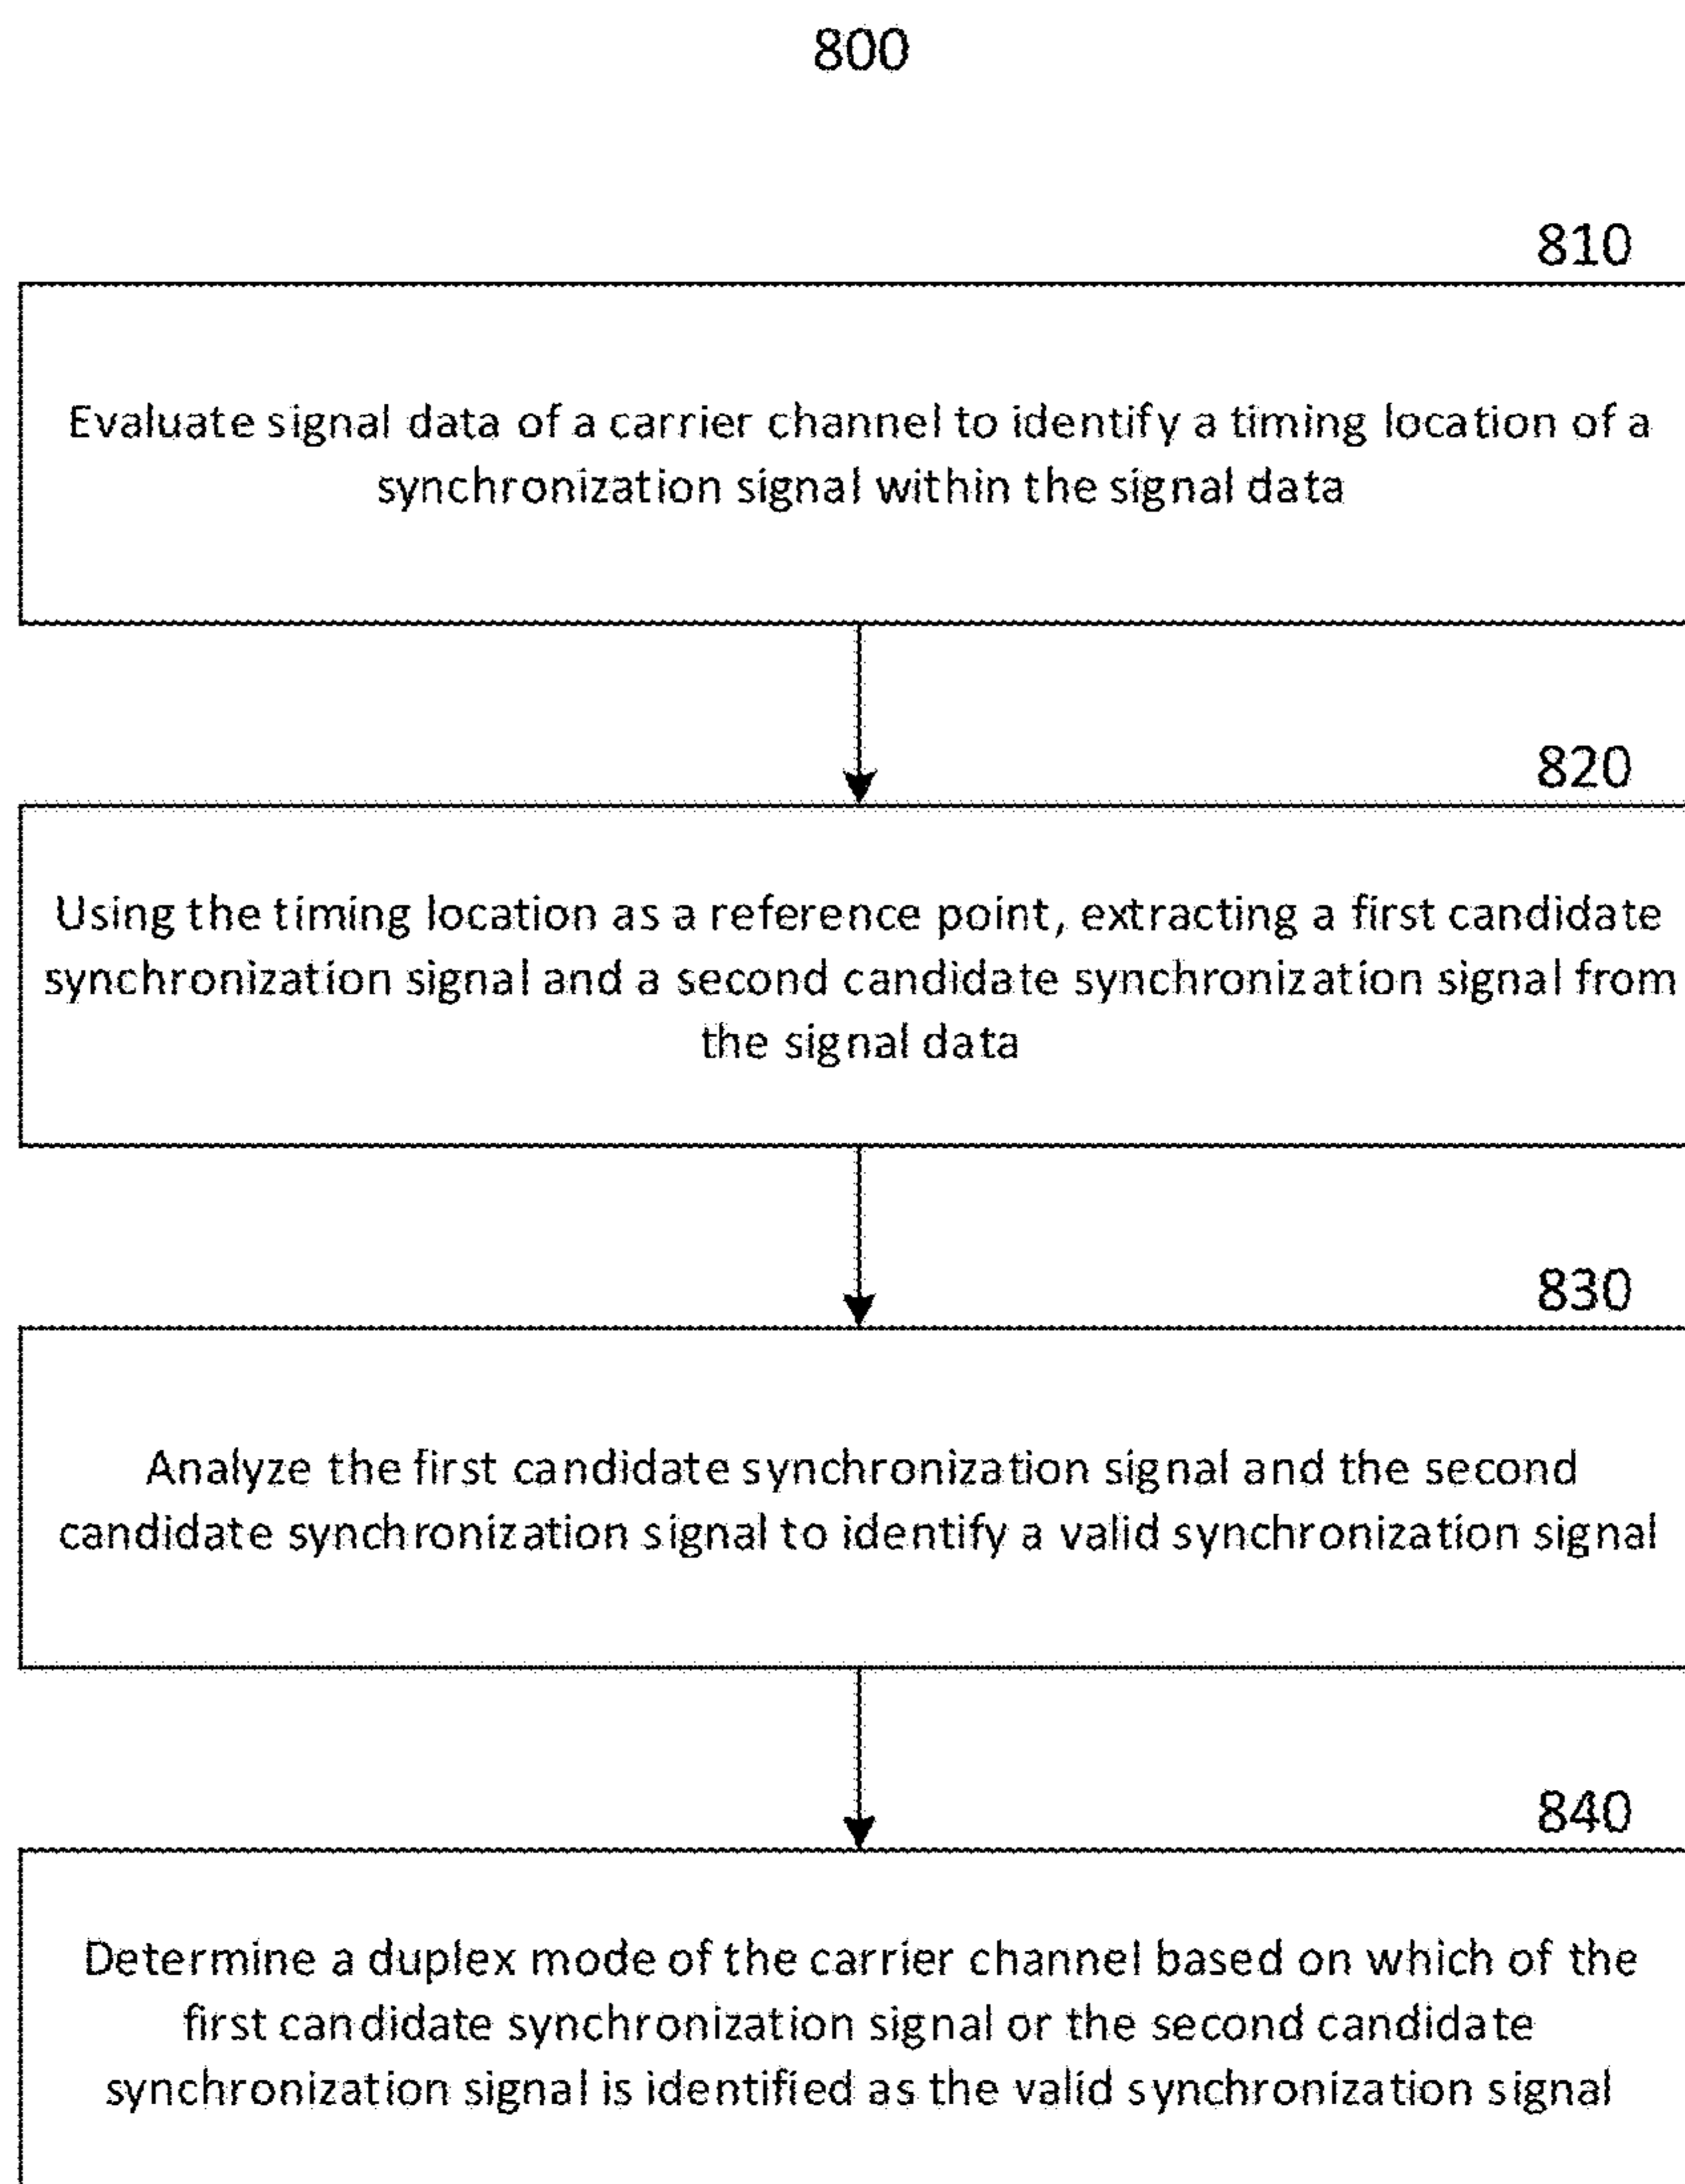 800
810
Evaluate signal data of a carrier channel to identify a timing location of a
synchronization signal within the signal data
820
Using the timing location as a reference point, extracting a first candidate
synchronization signal and a second candidate synchronization signal from
the signal data
830
Analyze the first candidate synchronization signal and the second
candidate synchronization signal to identify a valid synchronization signal
840
Determine a duplex mode of the carrier channel based on which of the
first candidate synchronization signal or the second candidate
synchronization signal is identified as the valid synchronization signal